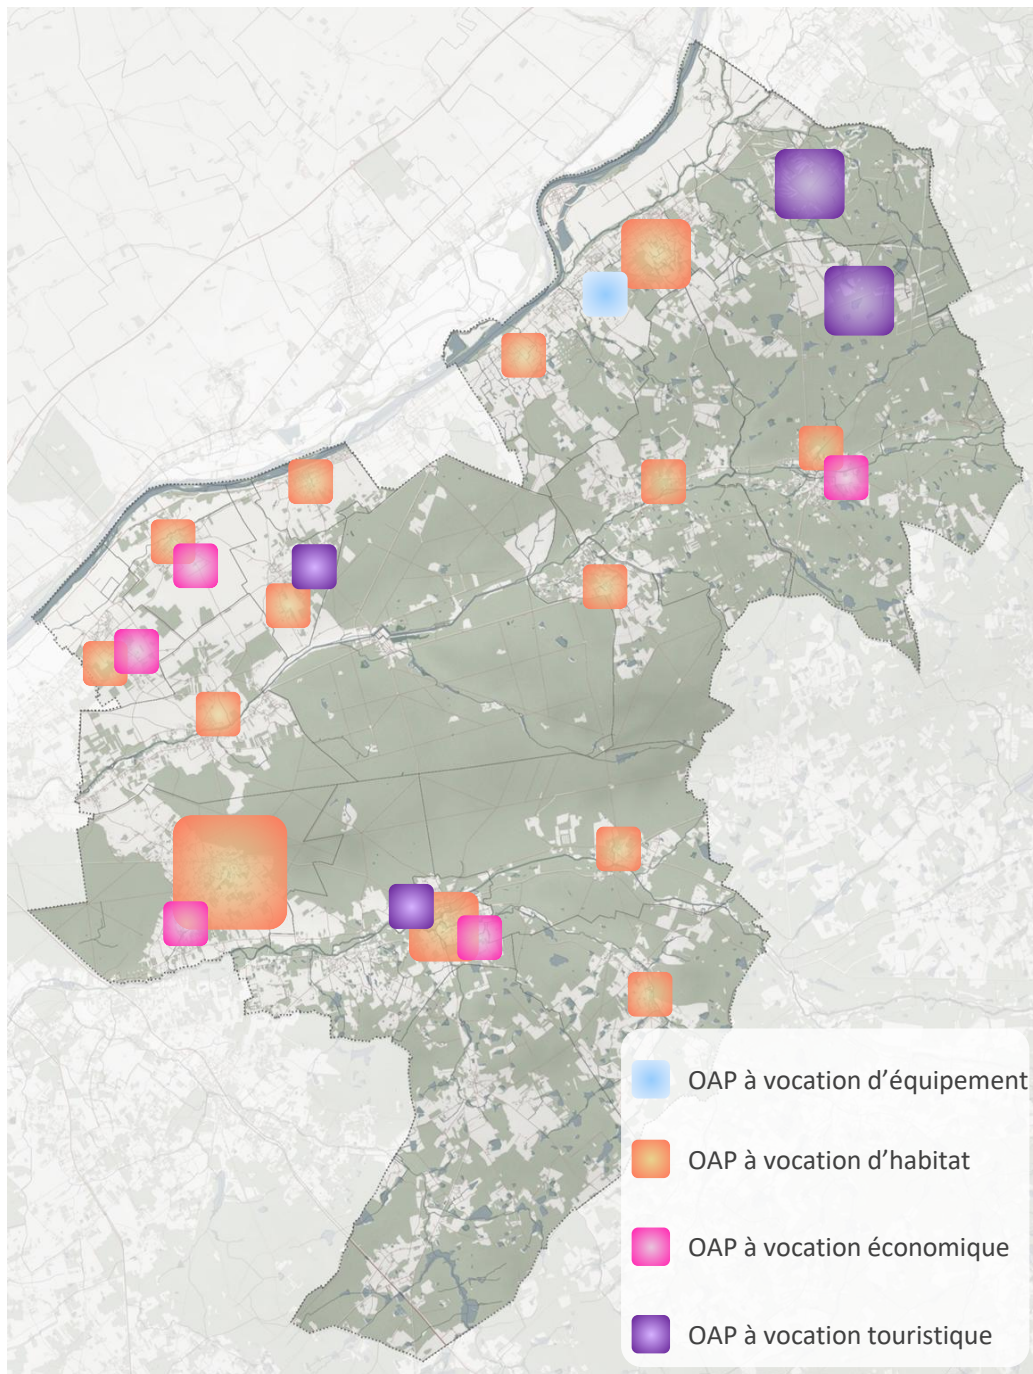 OAP à vocation d’équipement
OAP à vocation d’habitat
OAP à vocation économique
OAP à vocation touristique